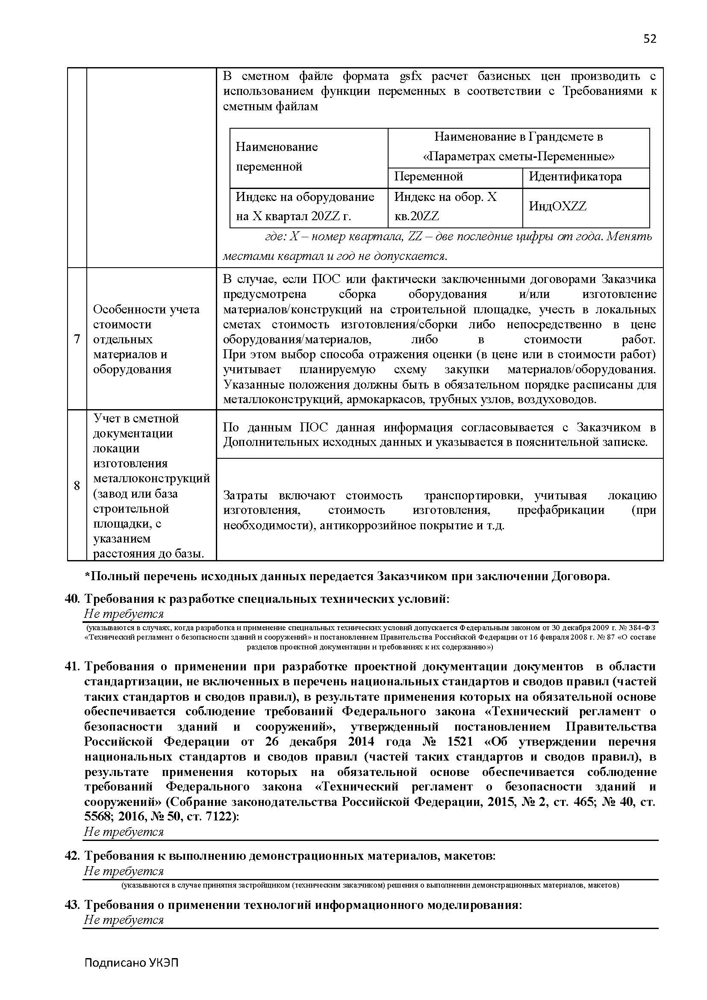 52
В сметном файле формата gsfx расчет базисных цен производить с
использованием функции переменных в соответствии с Требованиями к
сметным файлам
Наименование
переменной
Наименование в Грандсмете в
«Параметрах сметы-Переменные»
Переменной
Идентификатора
Индекс на оборудование
на X квартал 20ZZ г.
Индекс на обор. X
кв.20ZZ
ИндОXZZ
где: X – номер квартала, ZZ – две последние цифры от года. Менять
местами квартал и год не допускается.
7
Особенности учета
стоимости
отдельных
материалов и
оборудования
В случае, если ПОС или фактически заключенными договорами Заказчика
предусмотрена сборка оборудования и/или изготовление
материалов/конструкций на строительной площадке, учесть в локальных
сметах стоимость изготовления/сборки либо непосредственно в цене
оборудования/материалов, либо в стоимости работ.
При этом выбор способа отражения оценки (в цене или в стоимости работ)
учитывает планируемую схему закупки материалов/оборудования.
Указанные положения должны быть в обязательном порядке расписаны для
металлоконструкций, армокаркасов, трубных узлов, воздуховодов.
8
Учет в сметной
документации
локации
изготовления
металлоконструкций
(завод или база
строительной
площадки, с
указанием
расстояния до базы.
По данным ПОС данная информация согласовывается с Заказчиком в
Дополнительных исходных данных и указывается в пояснительной записке.
Затраты включают стоимость транспортировки, учитывая локацию
изготовления, стоимость изготовления, префабрикации (при
необходимости), антикоррозийное покрытие и т.д.
*Полный перечень исходных данных передается Заказчиком при заключении Договора.
40. Требования к разработке специальных технических условий:
Не требуется
(указываются в случаях, когда разработка и применение специальных технических условий допускается Федеральным законом от 30 декабря 2009 г. № 384-ФЗ
«Технический регламент о безопасности зданий и сооружений» и постановлением Правительства Российской Федерации от 16 февраля 2008 г. № 87 «О составе
разделов проектной документации и требованиях к их содержанию»)
41. Требования о применении при разработке проектной документации документов в области
стандартизации, не включенных в перечень национальных стандартов и сводов правил (частей
таких стандартов и сводов правил), в результате применения которых на обязательной основе
обеспечивается соблюдение требований Федерального закона «Технический регламент о
безопасности зданий и сооружений», утвержденный постановлением Правительства
Российской Федерации от 26 декабря 2014 года № 1521 «Об утверждении перечня
национальных стандартов и сводов правил (частей таких стандартов и сводов правил), в
результате применения которых на обязательной основе обеспечивается соблюдение
требований Федерального закона «Технический регламент о безопасности зданий и
сооружений» (Собрание законодательства Российской Федерации, 2015, № 2, ст. 465; № 40, ст.
5568; 2016, № 50, ст. 7122):
Не требуется
42. Требования к выполнению демонстрационных материалов, макетов:
Не требуется
(указываются в случае принятия застройщиком (техническим заказчиком) решения о выполнении демонстрационных материалов, макетов)
43. Требования о применении технологий информационного моделирования:
Не требуется
Подписано УКЭП